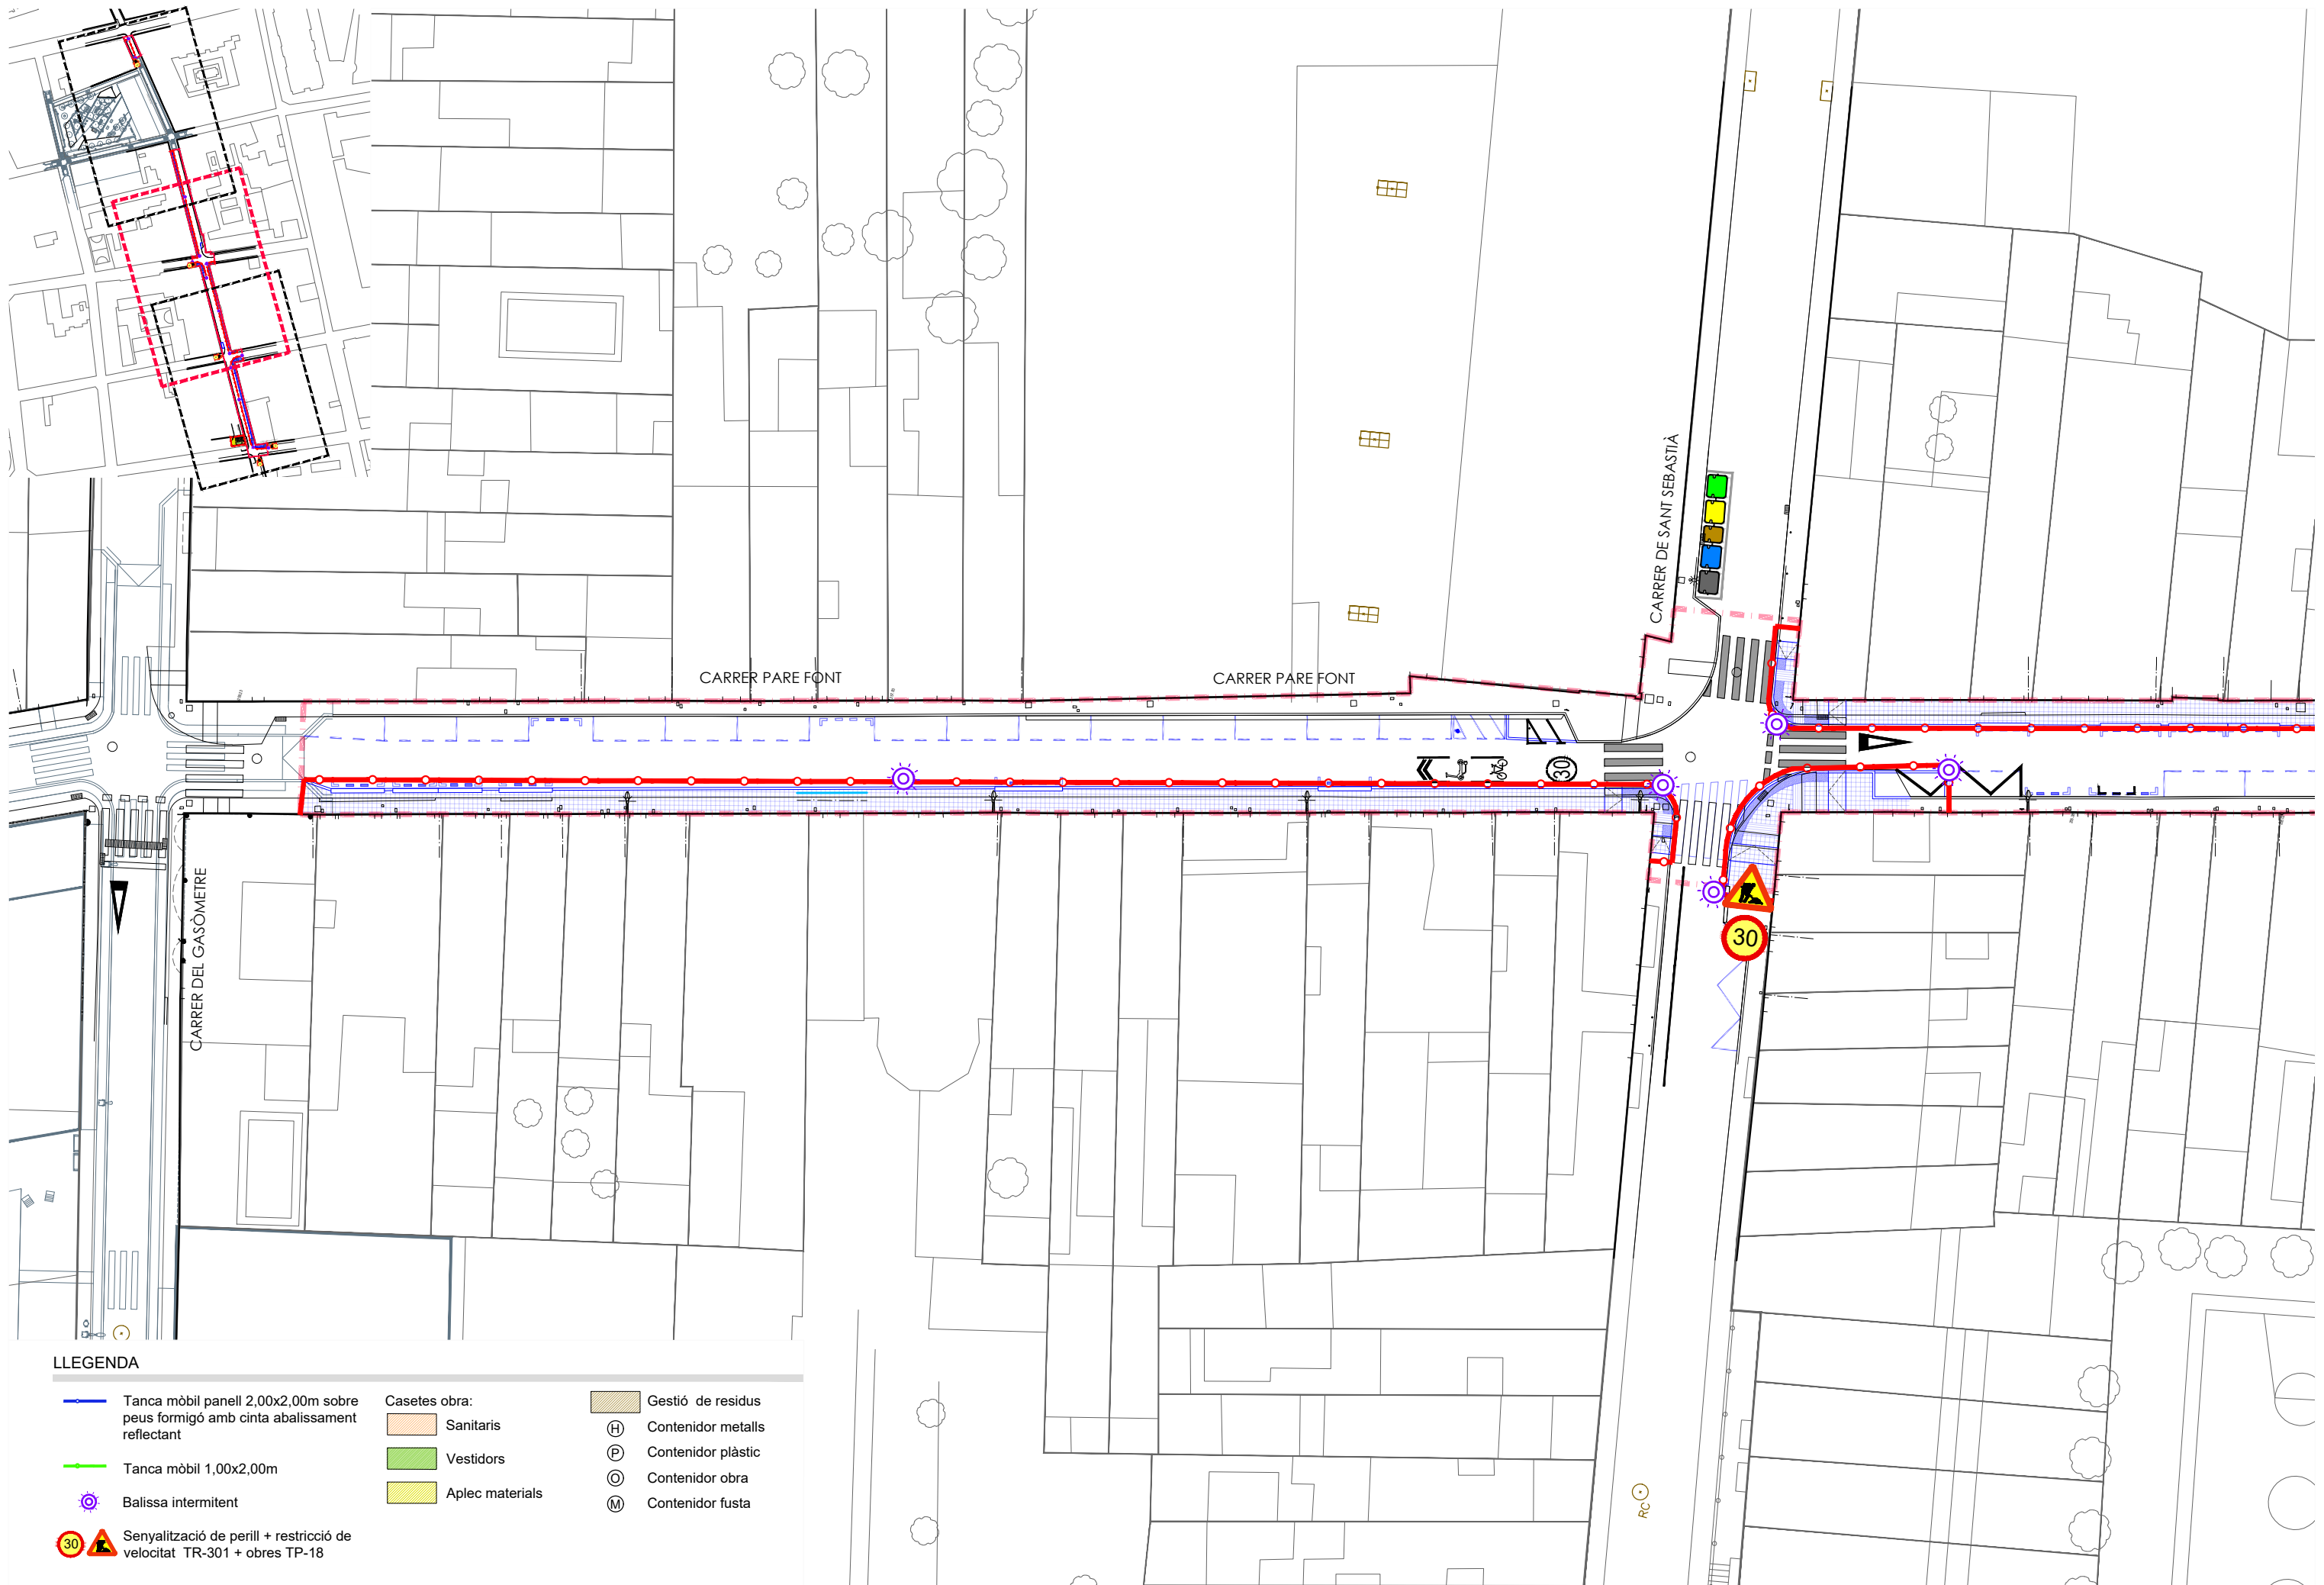 CARRER PARE FONT
CARRER PARE FONT
CARRER DE SANT SEBASTIÀ
CARRER DEL GASÒMETRE
30
30
RC
LLEGENDA
Tanca mòbil panell 2,00x2,00m sobre
peus formigó amb cinta abalissament
reflectant
Tanca mòbil 1,00x2,00m
Balissa intermitent
30
Senyalització de perill + restricció de
velocitat TR-301 + obres TP-18
Casetes obra:
Sanitaris
Vestidors
Aplec materials
Gestió de residus
H Contenidor metalls
P Contenidor plàstic
O Contenidor obra
M Contenidor fusta